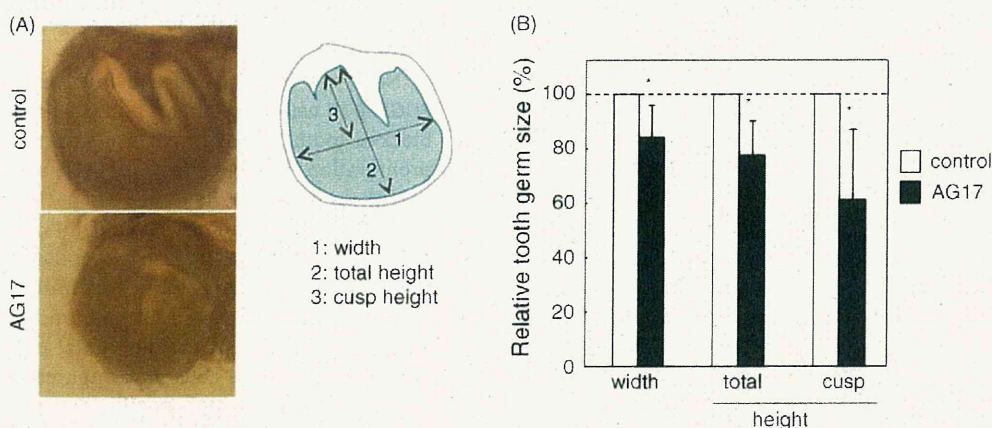 (A)
control
AG17
3
1
2
1: width
2: total height
3: cusp height
(B)
Relative tooth germ size (%)
100
80
60
40
20
0
* * *
width total cusp
height
control
AG17